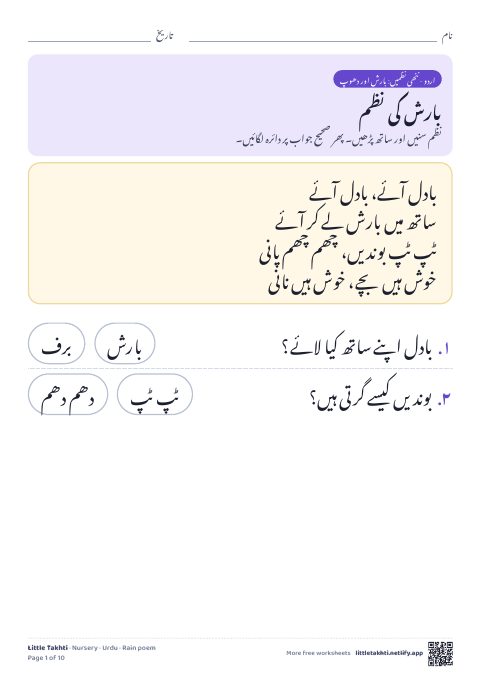 نام تاریخ
اردو · ننھی نظمیں: بارش اور دھوپ
بارش کی نظم
نظم سنیں اور ساتھ پڑھیں۔ پھر صحیح جواب پر دائرہ لگائیں۔
بادل آئے، بادل آئے
ساتھ میں بارش لے کر آئے
ٹپ ٹپ بوندیں، چھم چھم پانی
خوش ہیں بچے، خوش ہیں نانی
۱. بادل اپنے ساتھ کیا لائے؟ بارش برف
۲. بوندیں کیسے گرتی ہیں؟ ٹپ ٹپ دھم دھم
Little Takhti · Nursery · Urdu · Rain poem
Page 1 of 10
More free worksheets · littletakhti.netlify.app